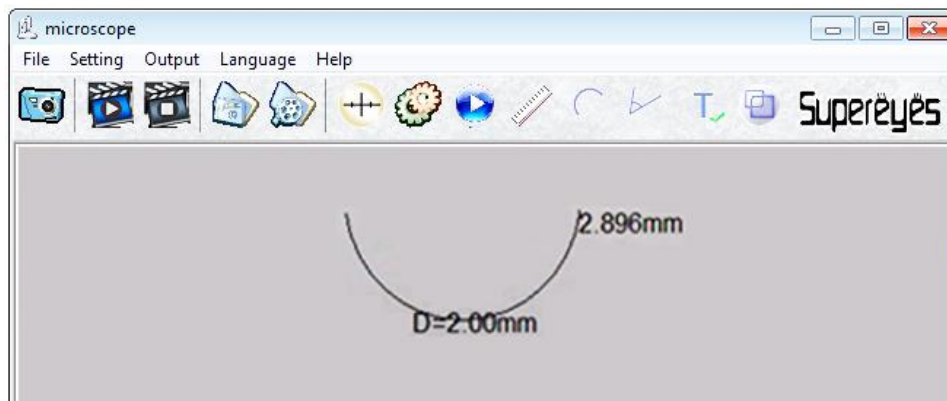 microscope
File Setting Output Language Help
T
Supereyes
2.896mm
D=2.00mm